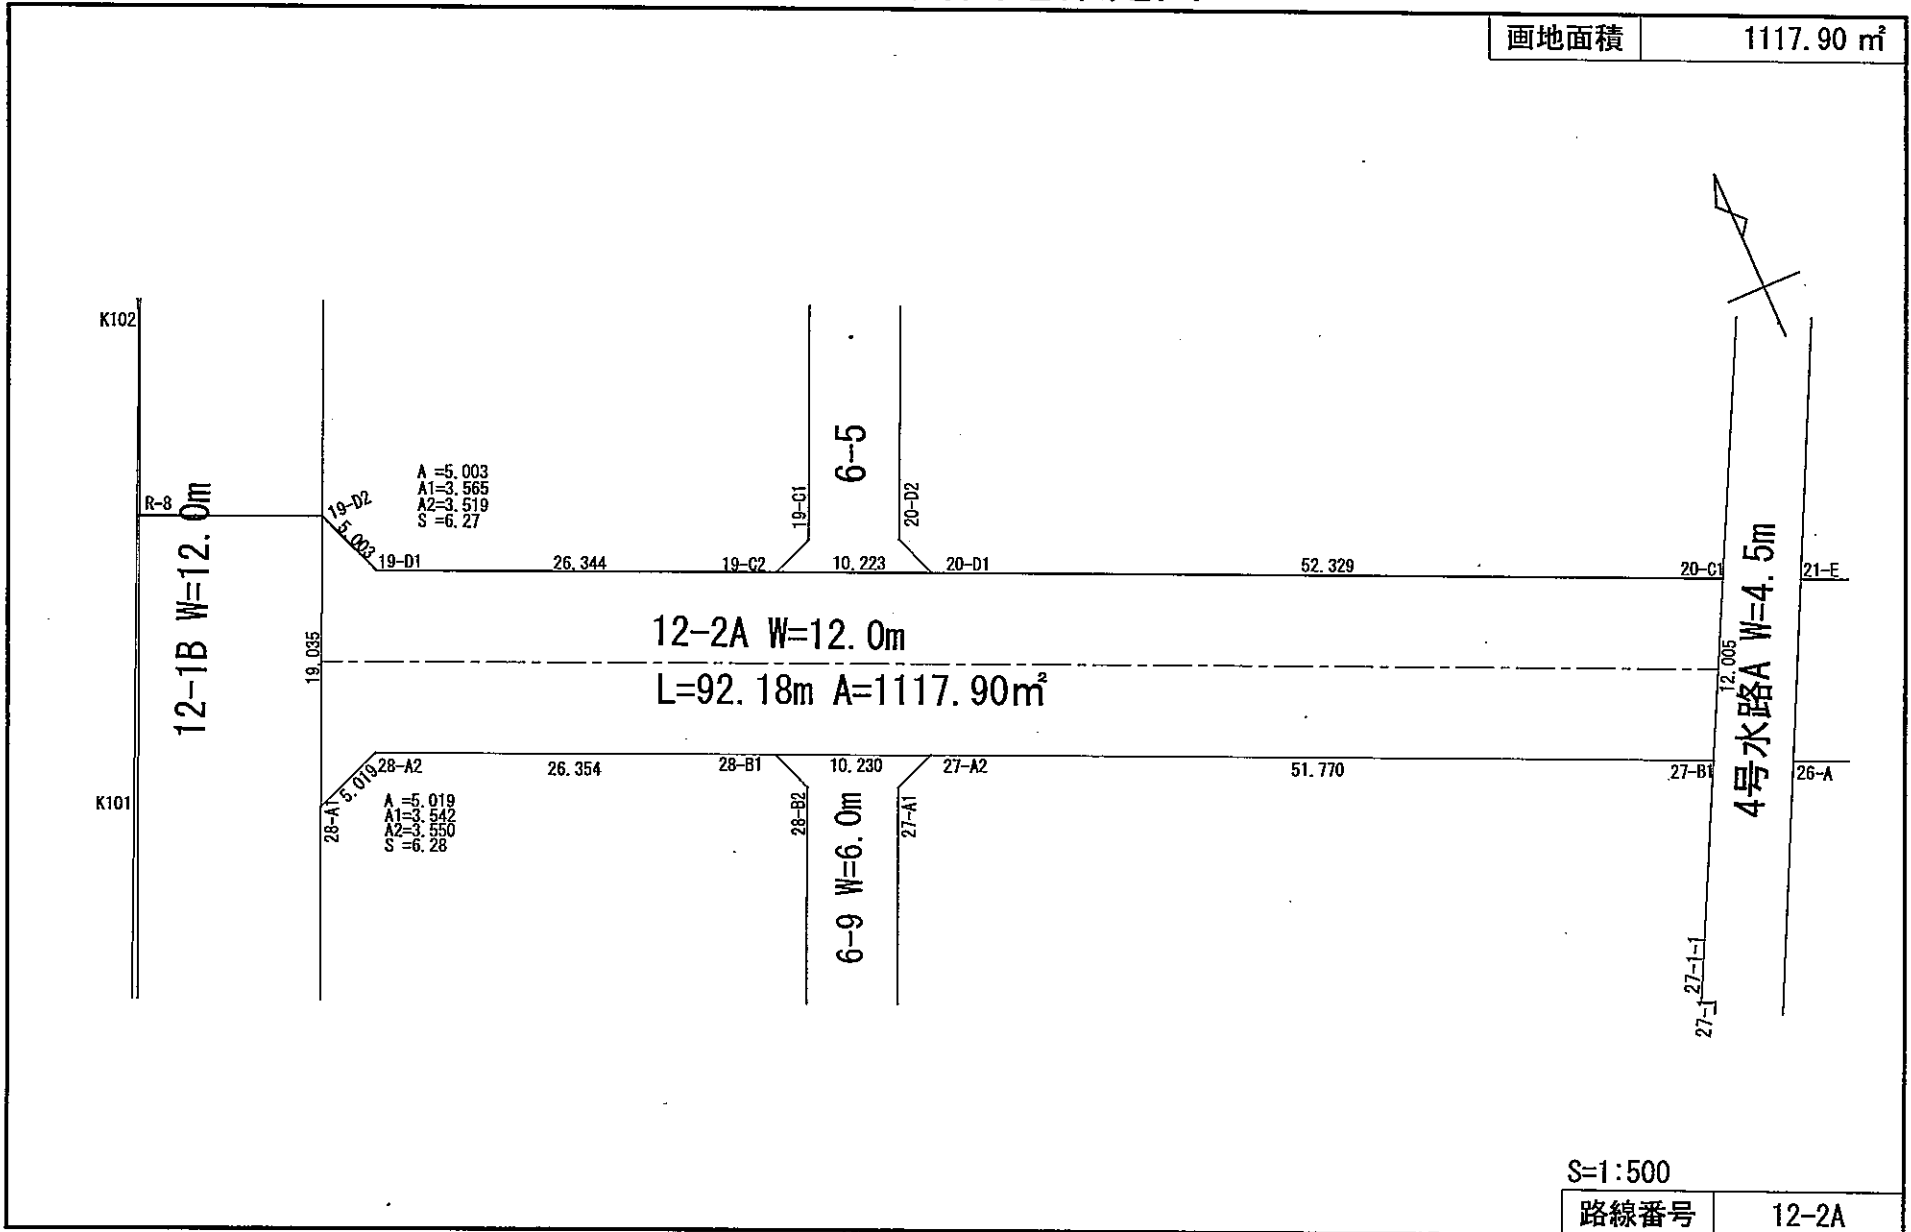 画地面積 1117.90 ㎡
K102
6-5
A =5.003
A1=3.565
A2=3.519
S =6.27
R-8
19-D2
5.003
19-C1
20-D2
12-1B W=12.0m
19-D1
26.344
19-C2
10.223
20-D1
52.329
20-C1
21-E
19.035
12-2A W=12.0m
L=92.18m A=1117.90㎡
12.005
4号水路A W=4.5m
28-A2
26.354
28-B1
10.230
27-A2
51.770
27-B1
26-A
5.019
K101
28-A1
A =5.019
A1=3.542
A2=3.550
S =6.28
28-B2
27-A1
6-9 W=6.0m
27-1-1
27-1
S=1:500
路線番号 12-2A